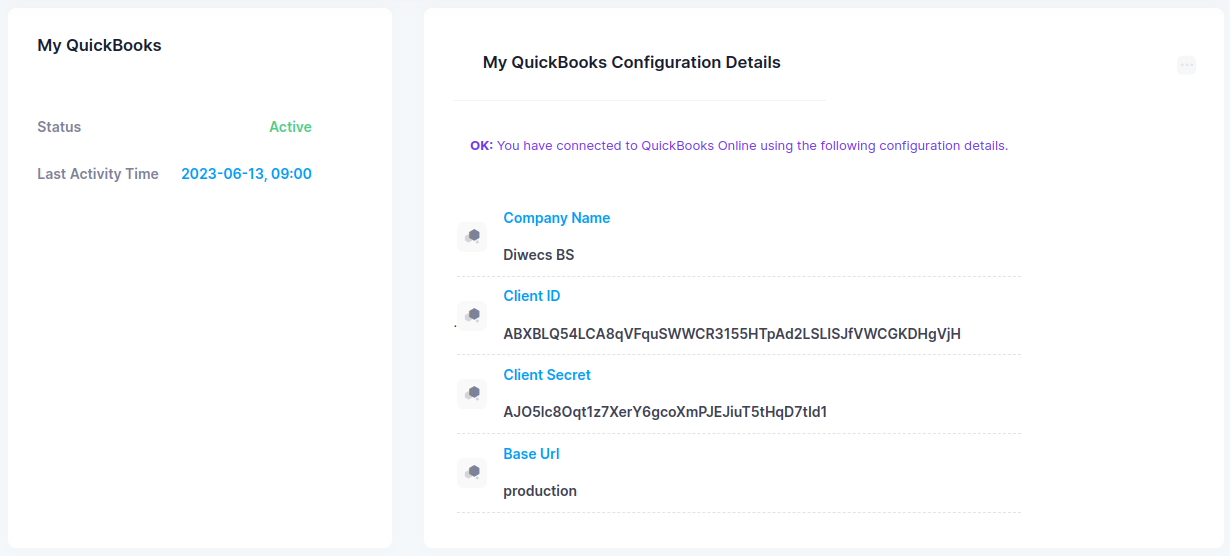 My QuickBooks
Status Active
Last Activity Time 2023-06-13, 09:00
My QuickBooks Configuration Details
OK: You have connected to QuickBooks Online using the following configuration details.
Company Name
Diwecs BS
Client ID
ABXBLQ54LCA8qVFquSWWCR3155HTpAd2LSLISJfVWCGKDHgVjH
Client Secret
AJO5lc8Oqt1z7XerY6gcoXmPJEJiuT5tHqD7tld1
Base Url
production